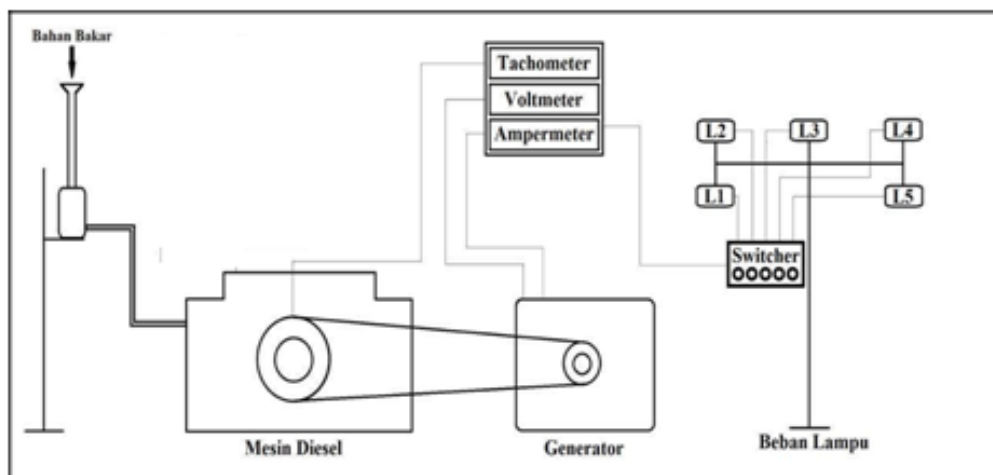 Bahan Bakar
Tachometer
Voltmeter
Ampermeter
L2
L3
L4
L1
L5
Switcher
Mesin Diesel
Generator
Beban Lampu